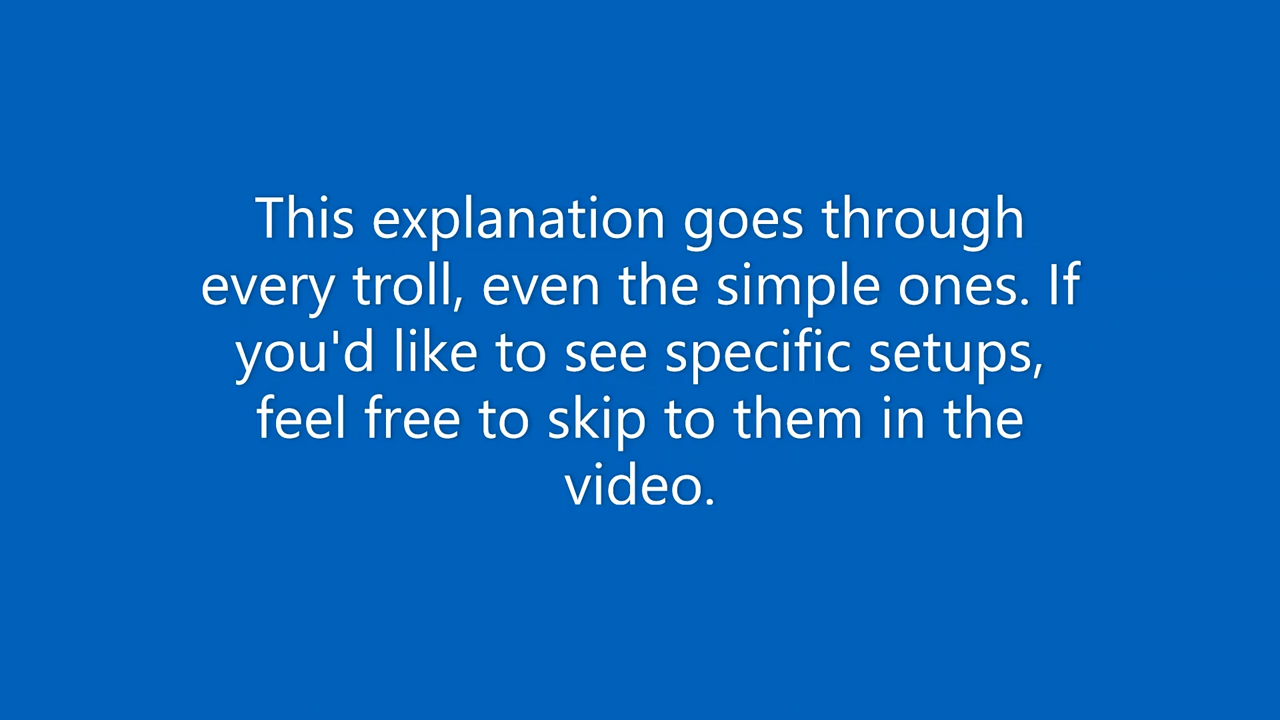 This explanation goes through
every troll, even the simple ones. If
you'd like to see specific setups,
feel free to skip to them in the
video.